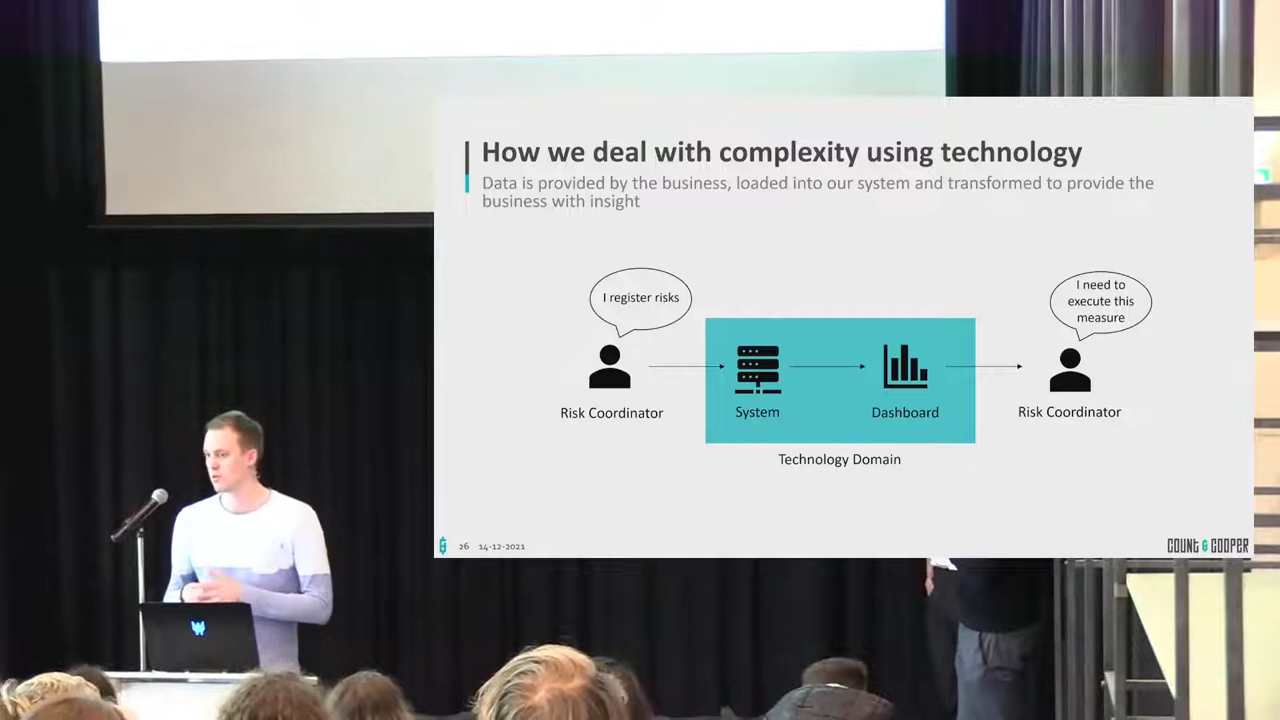 How we deal with complexity using technology
Data is provided by the business, loaded into our system and transformed to provide the
business with insight
I register risks
I need to
execute this
measure
Risk Coordinator
System
Dashboard
Risk Coordinator
Technology Domain
26 14-12-2021
COUNT & COOPER